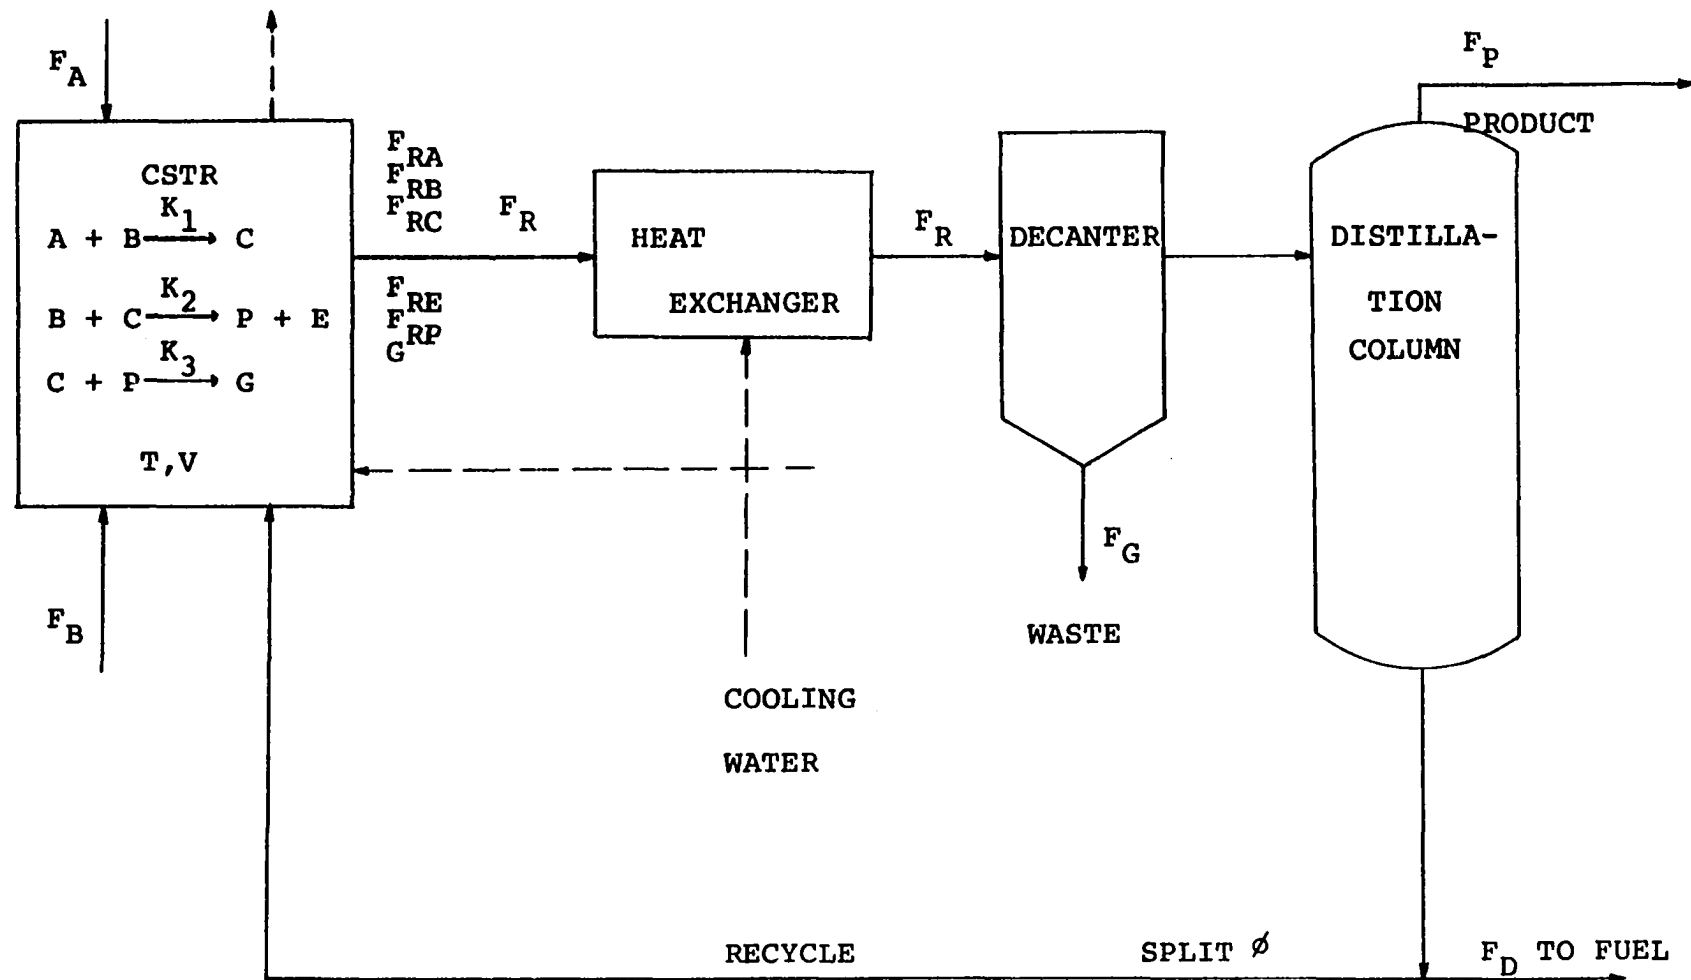 F_A
CSTR
K_1
A + B → C
K_2
B + C → P + E
K_3
C + P → G
T,V
F_B
F_RA
F_RB
F_RC
F_R
F_RE
F_RP
G
HEAT
EXCHANGER
F_R
DECANTER
F_G
WASTE
COOLING
WATER
F_P
PRODUCT
DISTILLA-
TION
COLUMN
RECYCLE
SPLIT ∅
F_D TO FUEL